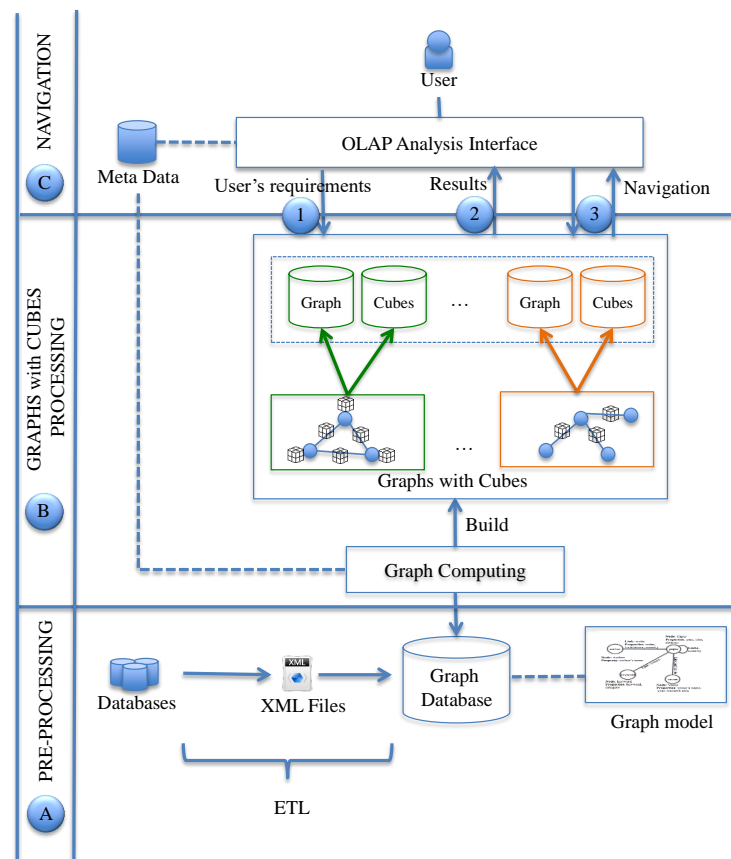 NAVIGATION
C
User
OLAP Analysis Interface
Meta Data
User's requirements
Results
Navigation
1
2
3
GRAPHS with CUBES
PROCESSING
B
Graph
Cubes
...
Graph
Cubes
...
Graphs with Cubes
Build
Graph Computing
PRE-PROCESSING
A
Databases
XML
XML Files
Graph
Database
Graph model
ETL